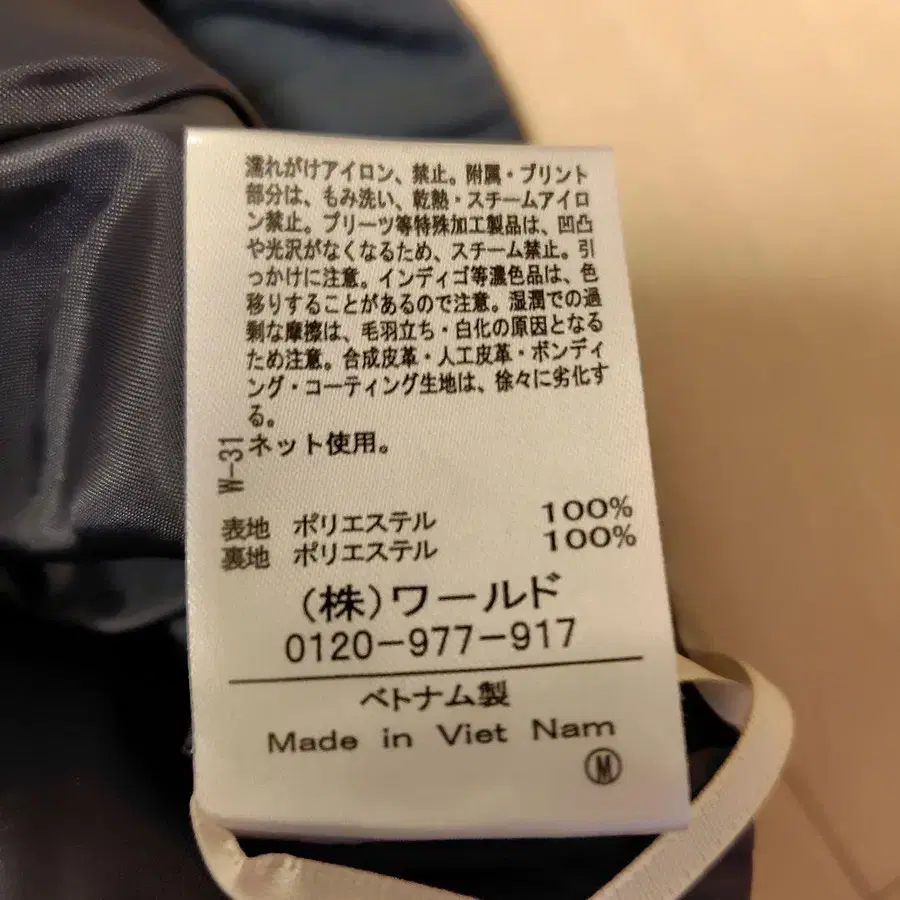 濡れがけアイロン、禁止。附属・プリント
部分は、もみ洗い、乾熱・スチームアイロ
ン禁止。プリーツ等特殊加工製品は、凹凸
や光沢がなくなるため、スチーム禁止。引
っかけに注意。インディゴ等濃色品は、色
移りすることがあるので注意。湿潤での過
剰な摩擦は、毛羽立ち・白化の原因となる
ため注意。合成皮革・人工皮革・ボンディ
ング・コーティング生地は、徐々に劣化す
る。
ネット使用。
W-31
表地 ポリエステル 100%
裏地 ポリエステル 100%
(株)ワールド
0120-977-917
ベトナム製
Made in Viet Nam
M